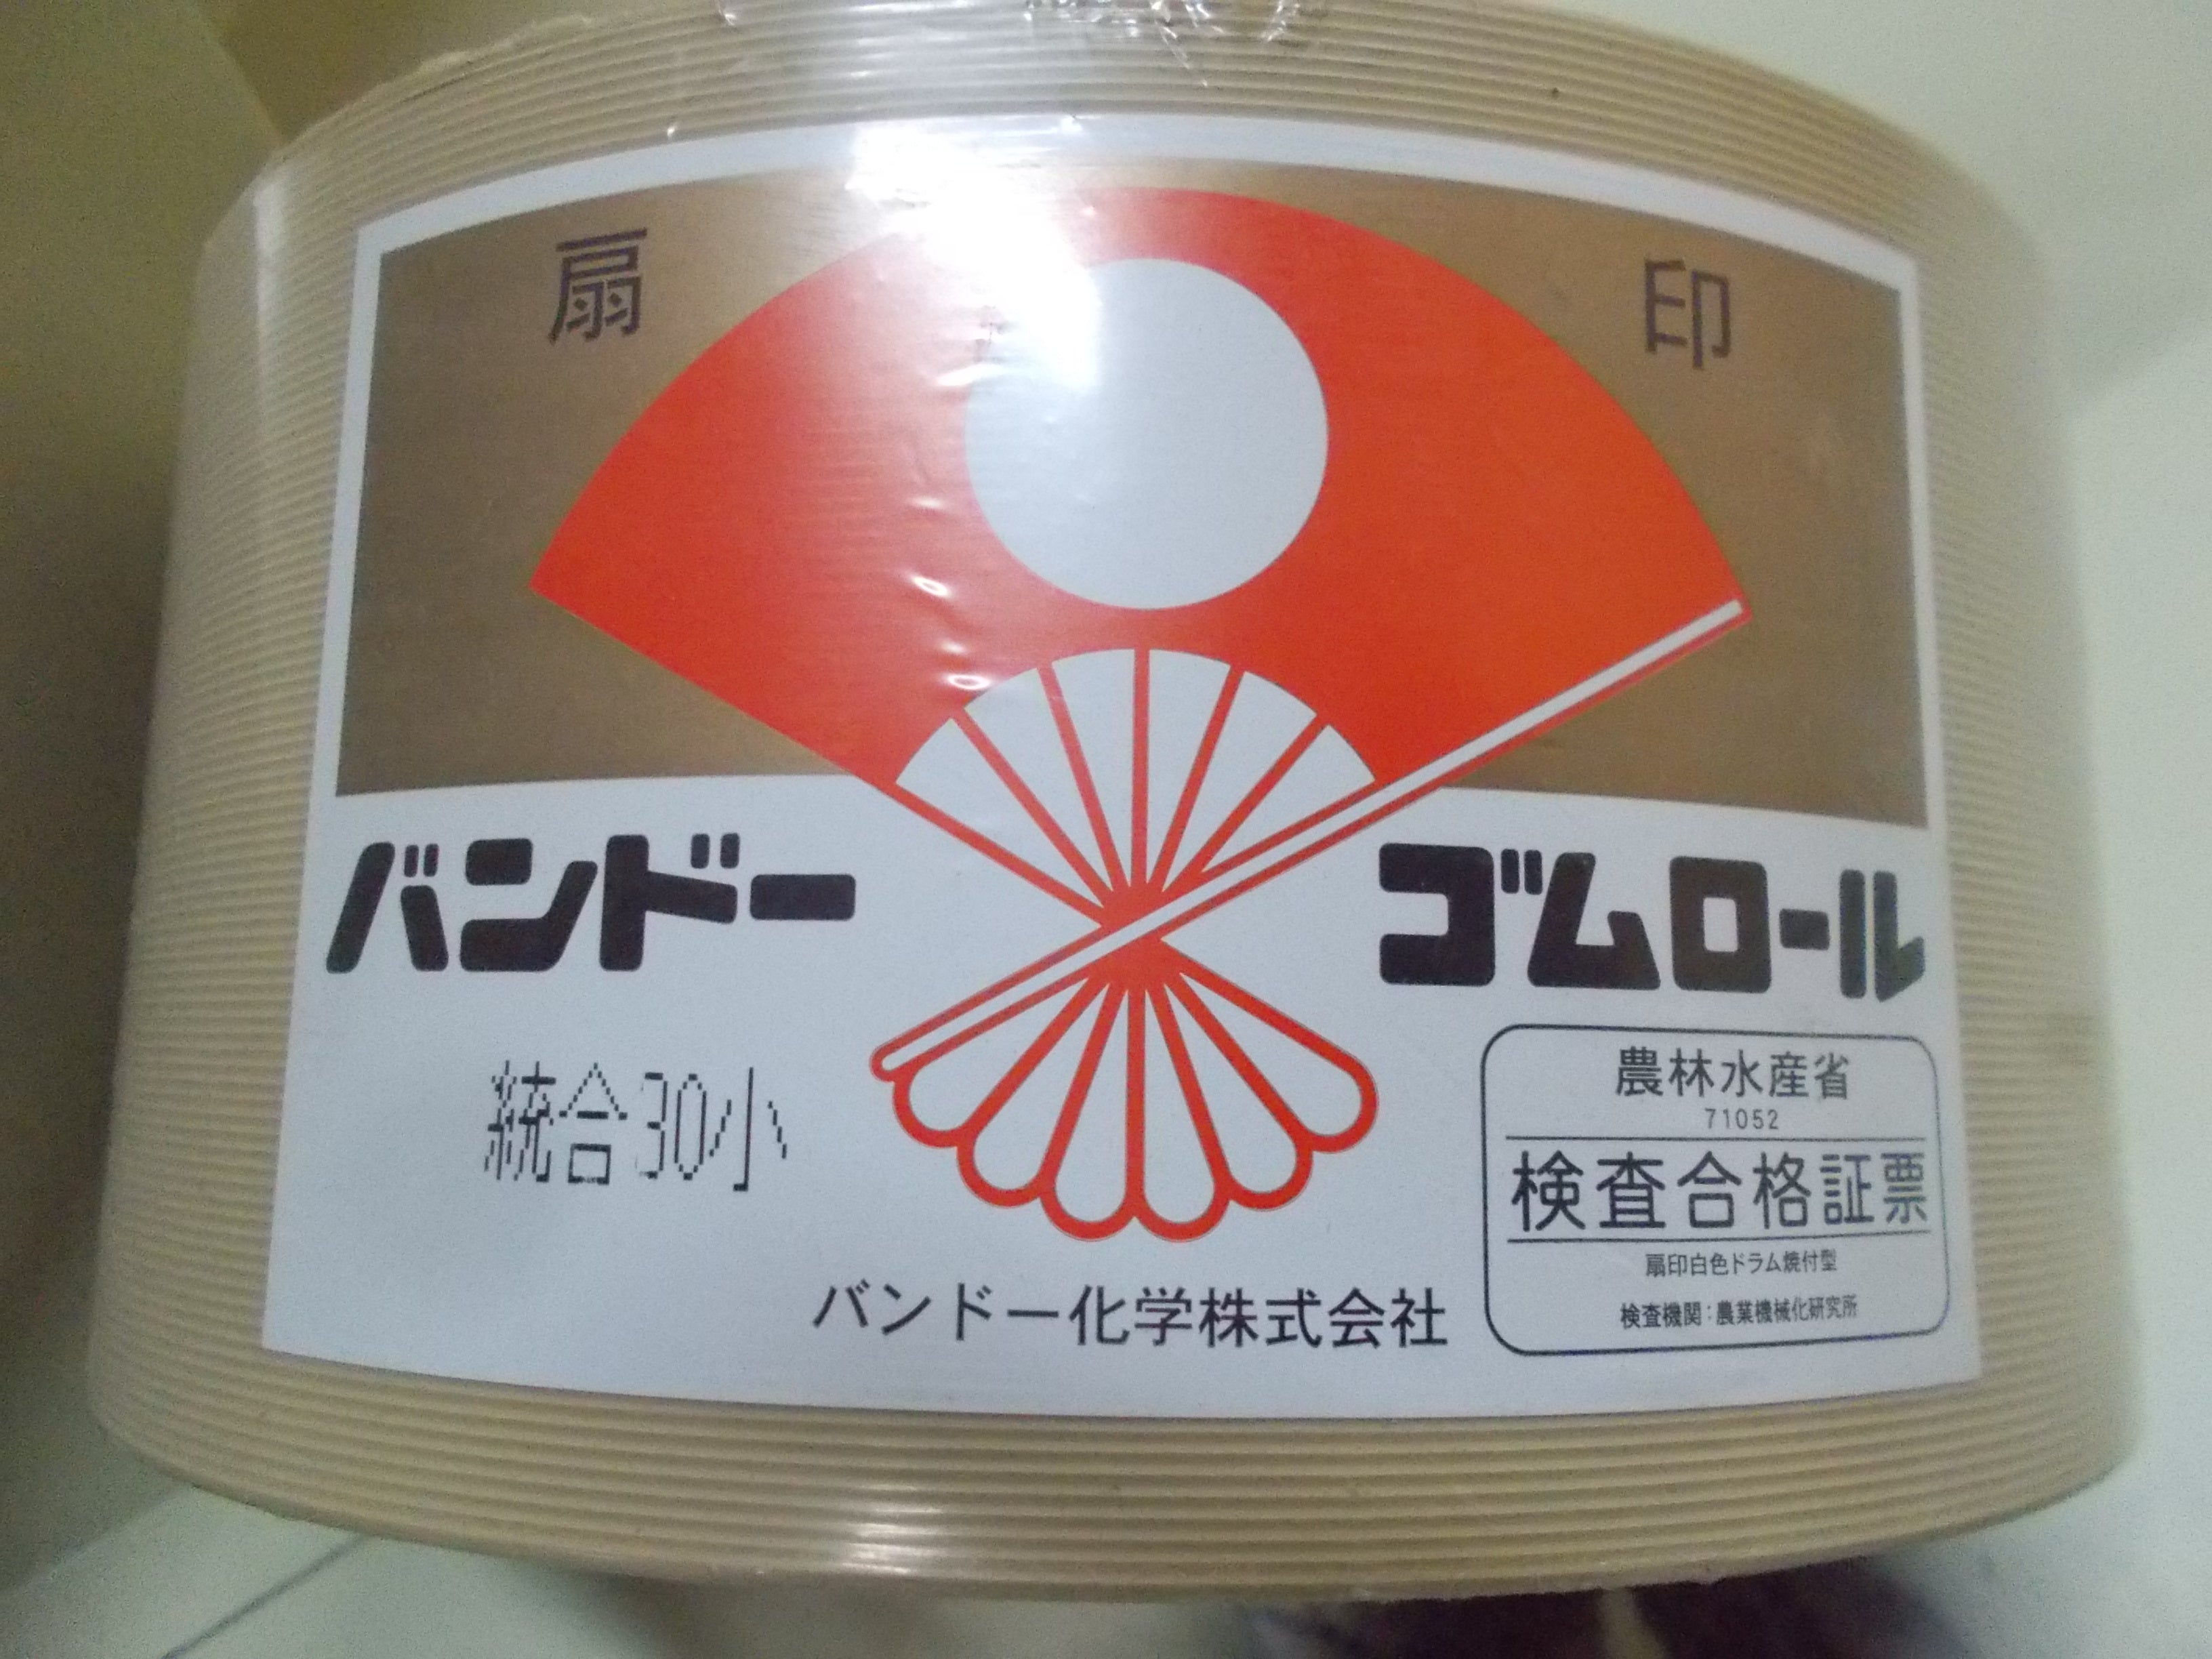 扇 印
バンドー ゴムロール
統合30小
農林水産省
71052
検査合格証票
扇印白色ドラム焼付型
検査機関:農業機械化研究所
バンドー化学株式会社